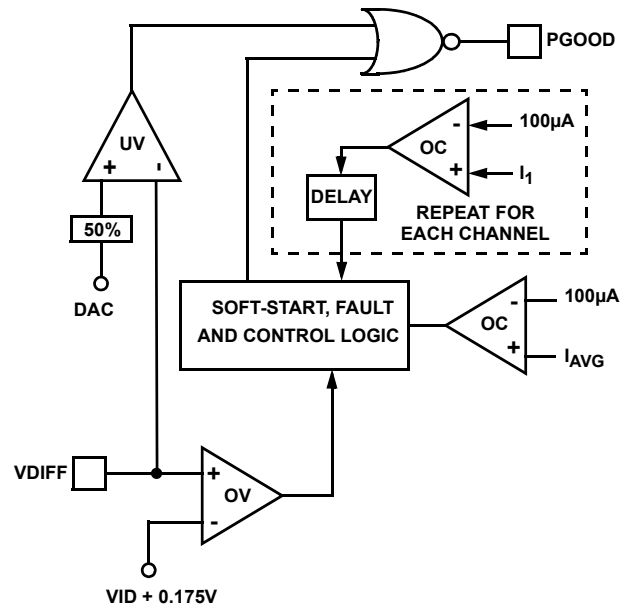 PGOOD
UV
+ -
50%
DAC
- 100µA
OC
+ I1
DELAY
REPEAT FOR
EACH CHANNEL
SOFT-START, FAULT
AND CONTROL LOGIC
- 100µA
OC
+ IAVG
VDIFF
+
OV
-
VID + 0.175V